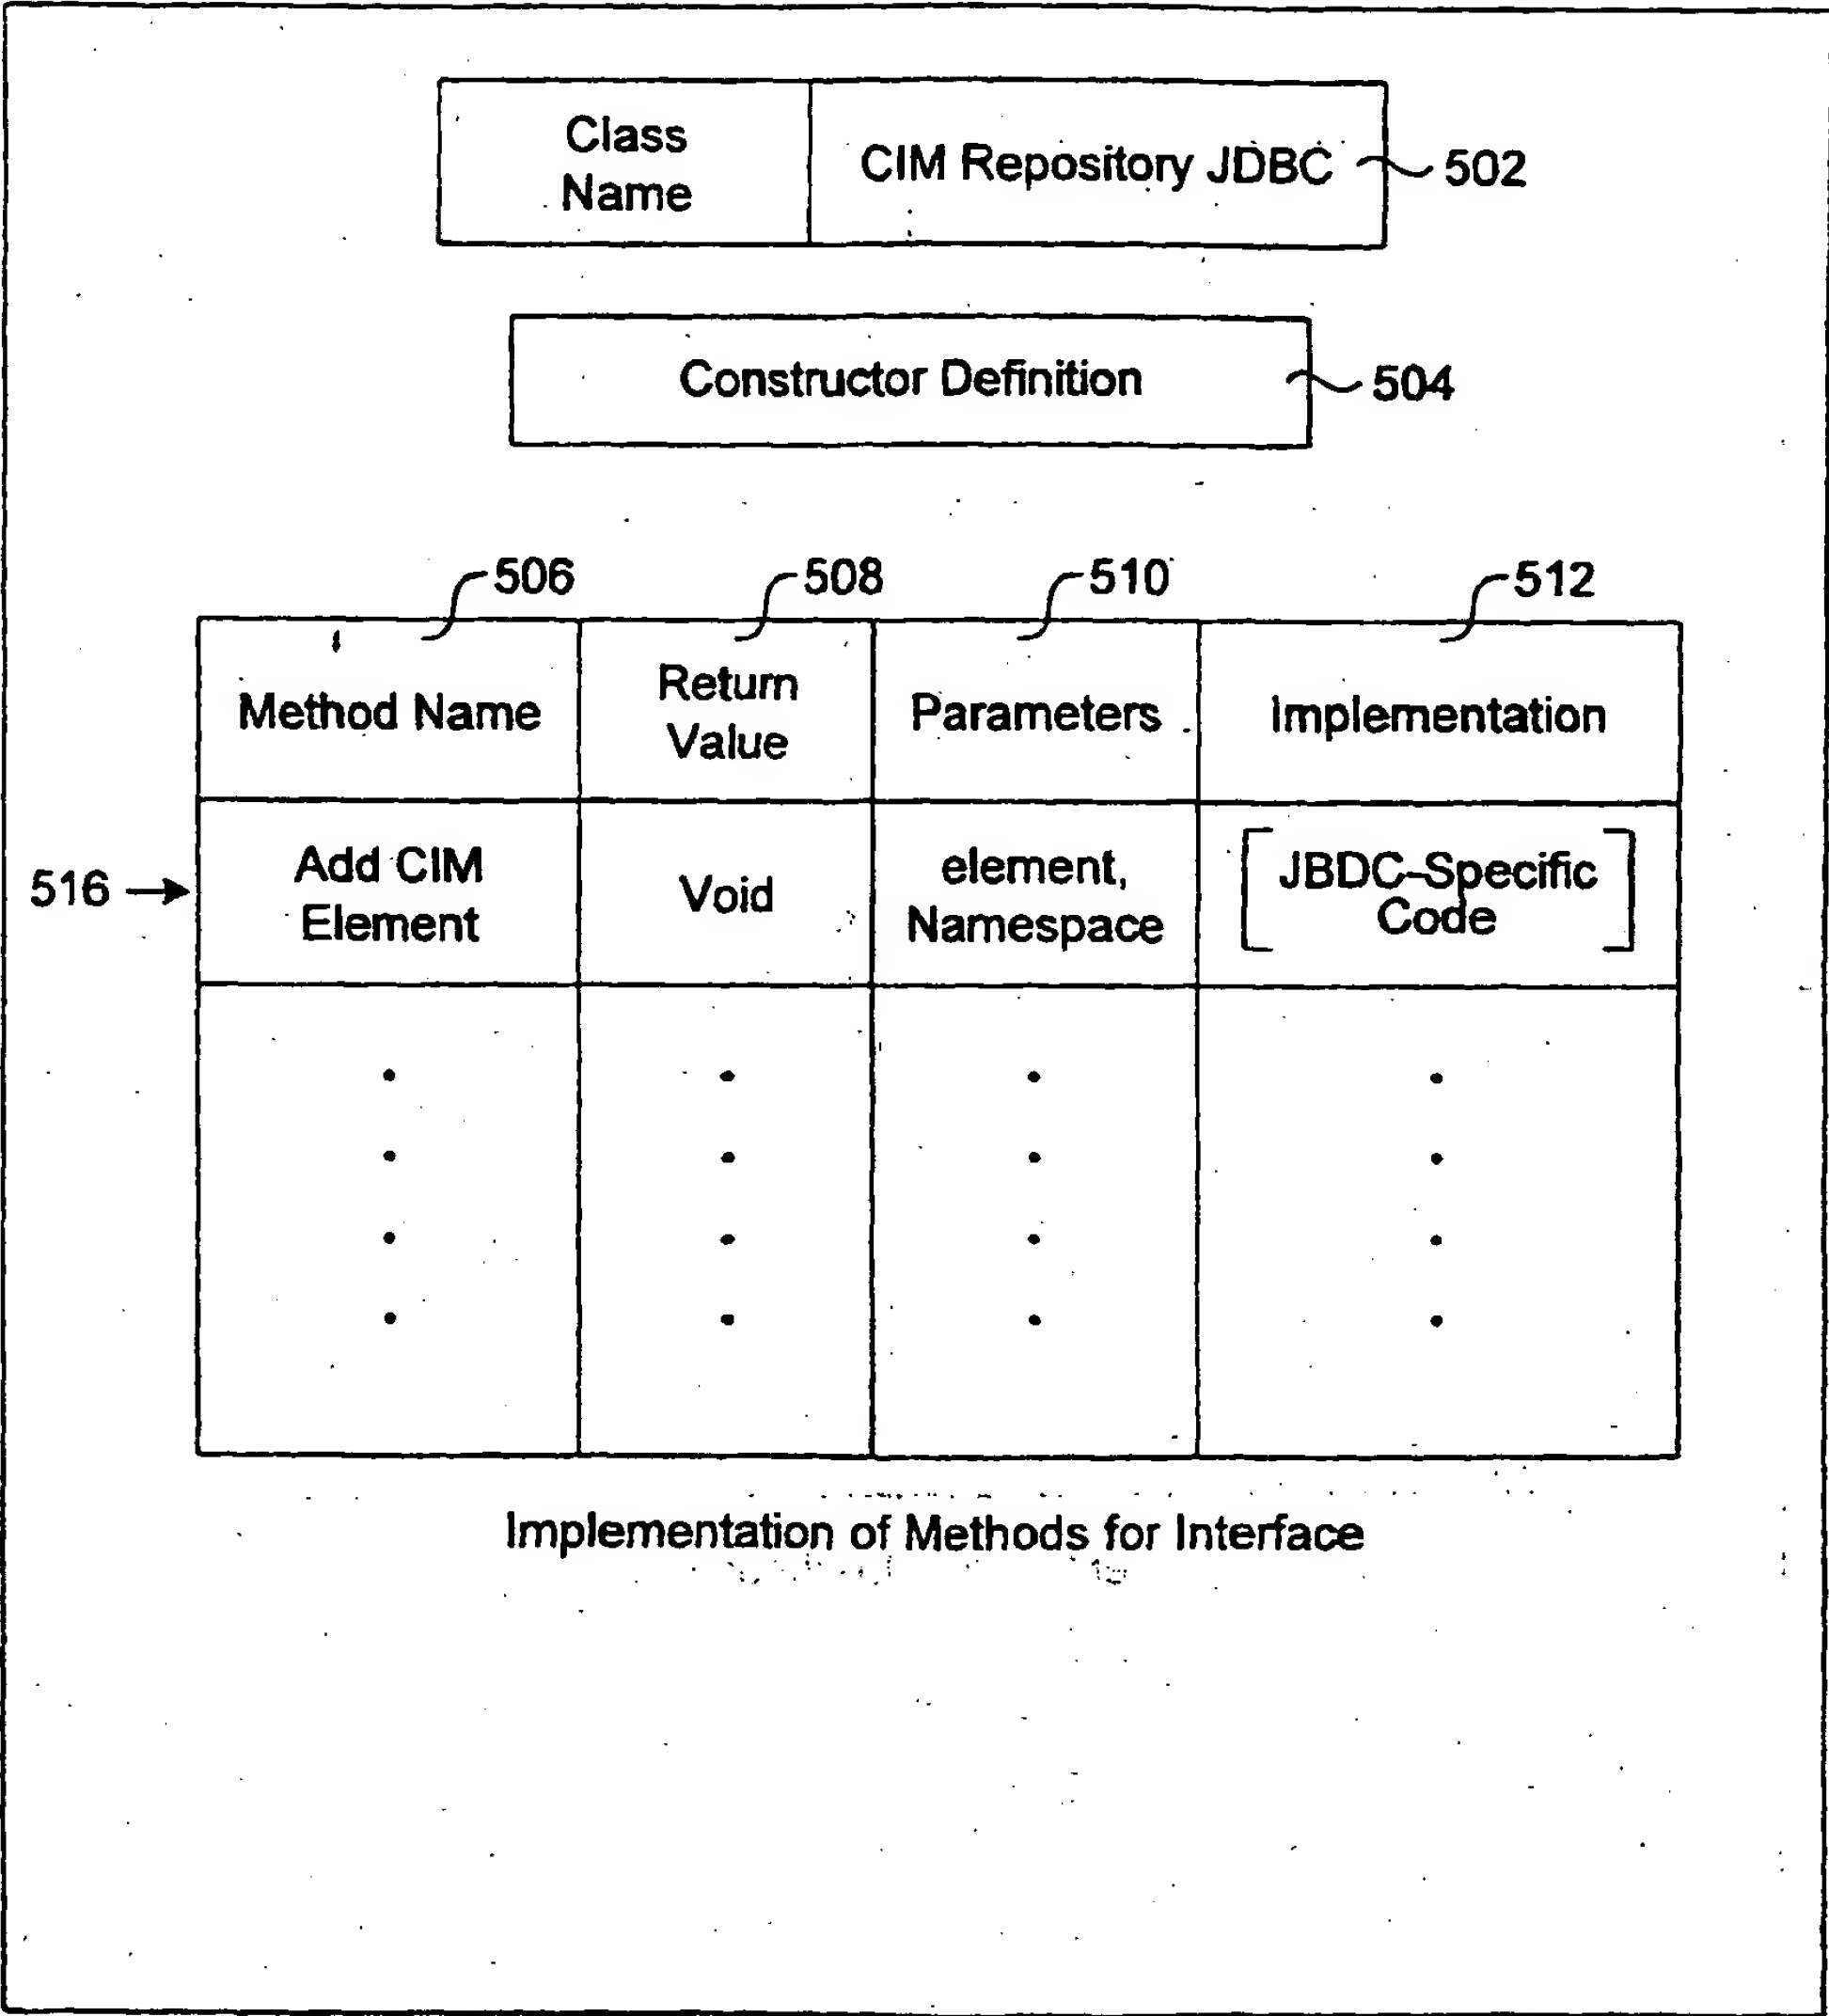 Class
Name
CIM Repository JDBC
502
Constructor Definition
504
506
508
510
512
Method Name
Return
Value
Parameters
Implementation
516
Add CIM
Element
Void
element,
Namespace
JBDC-Specific
Code
Implementation of Methods for Interface